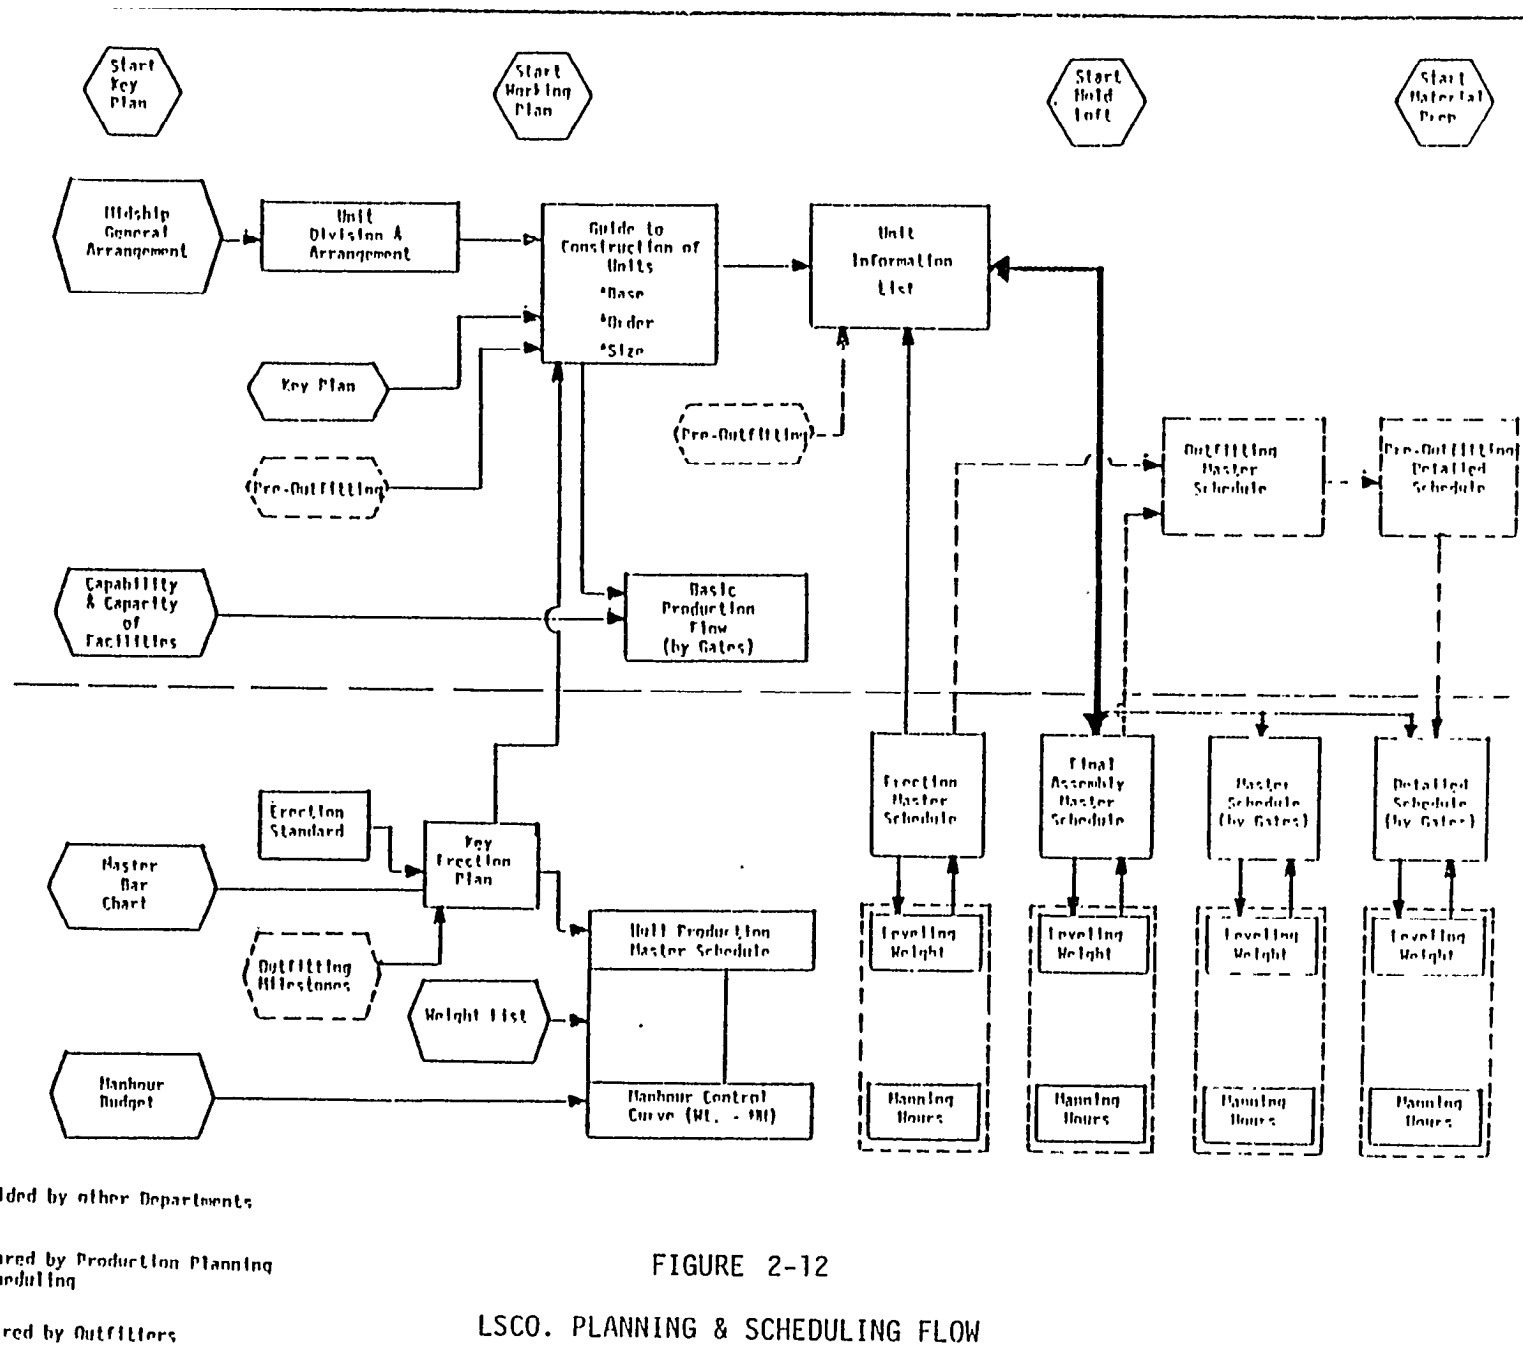 Start
Key
Plan
Start
Working
Plan
Start
Mold
Loft
Start
Material
Prep
Midship
General
Arrangement
Unit
Division &
Arrangement
Guide to
Construction of
Units
*Base
*Order
*Size
Unit
Information
List
Key Plan
Pre-Outfitting
Pre-Outfitting
Outfitting
Master
Schedule
Pre-Outfitting
Detailed
Schedule
Capability
& Capacity
of
Facilities
Basic
Production
Flow
(by Gates)
Erection
Master
Schedule
Final
Assembly
Master
Schedule
Master
Schedule
(by Gates)
Detailed
Schedule
(by Gates)
Erection
Standard
Key
Erection
Plan
Master
Bar
Chart
Outfitting
Milestones
Unit Production
Master Schedule
Weight List
Leveling
Weight
Leveling
Weight
Leveling
Weight
Leveling
Weight
Manhour
Budget
Manhour Control
Curve (Wt. - MH)
Manning
Hours
Manning
Hours
Manning
Hours
Manning
Hours
ided by other Departments
ared by Production Planning
heduling
red by Outfitters
FIGURE 2-12
LSCO. PLANNING & SCHEDULING FLOW